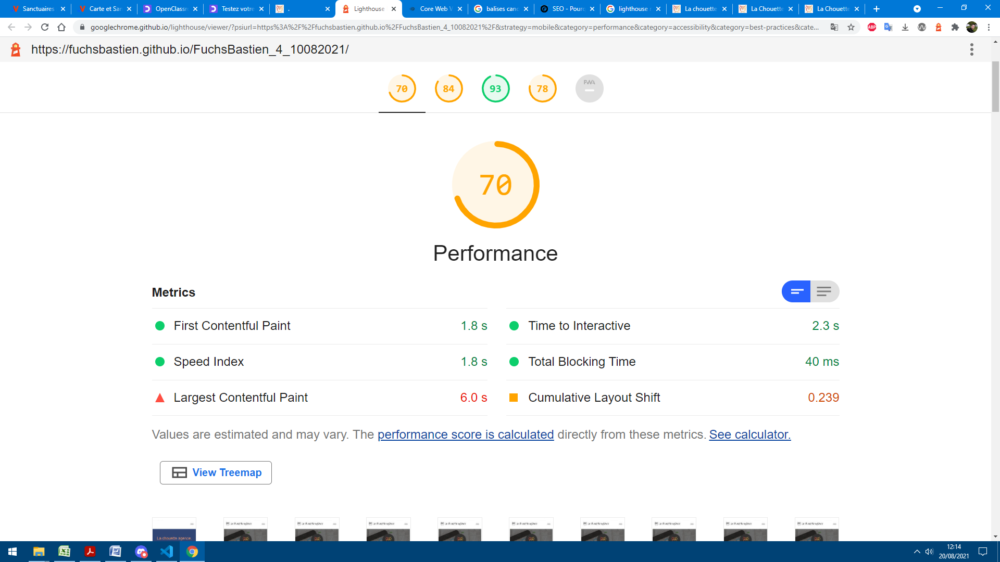 Sanctuaires
Carte et Sar
OpenClassr
Testez votre
.
Lighthouse
Core Web V
balises cano
SEO - Pourq
lighthouse r
La chouette
La Chouette
La Chouette
googlechrome.github.io/lighthouse/viewer/?psiurl=https%3A%2F%2Ffuchsbastien.github.io%2FFuchsBastien_4_10082021%2F&strategy=mobile&category=performance&category=accessibility&category=best-practices&cate...
ABP
https://fuchsbastien.github.io/FuchsBastien_4_10082021/
70
84
93
78
PWA
70
Performance
Metrics
First Contentful Paint
1.8 s
Time to Interactive
2.3 s
Speed Index
1.8 s
Total Blocking Time
40 ms
Largest Contentful Paint
6.0 s
Cumulative Layout Shift
0.239
Values are estimated and may vary. The performance score is calculated directly from these metrics. See calculator.
View Treemap
La chouette agence
12:14
20/08/2021